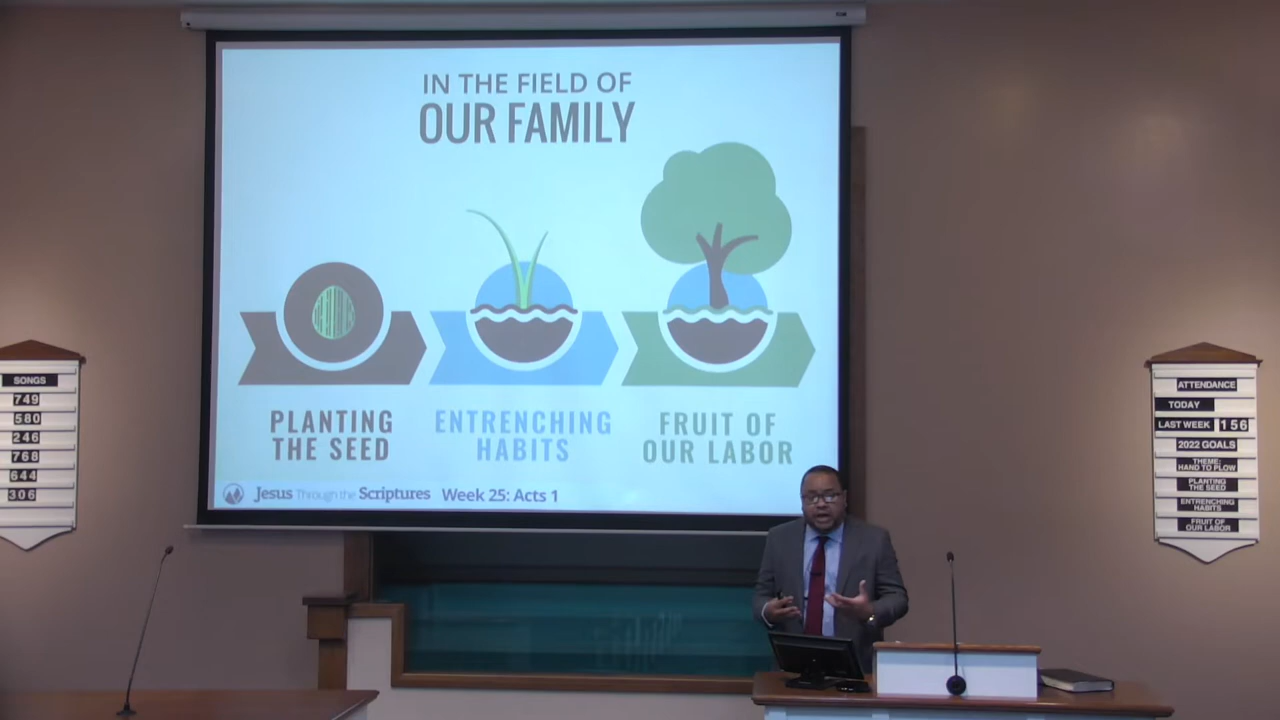 IN THE FIELD OF
OUR FAMILY
PLANTING
THE SEED
ENTRENCHING
HABITS
FRUIT OF
OUR LABOR
Jesus Through the Scriptures Week 25: Acts 1
SONGS
749
580
246
768
644
306
ATTENDANCE
TODAY
LAST WEEK 156
2022 GOALS
THEME:
HAND TO PLOW
PLANTING
THE SEED
ENTRENCHING
HABITS
FRUIT OF
OUR LABOR